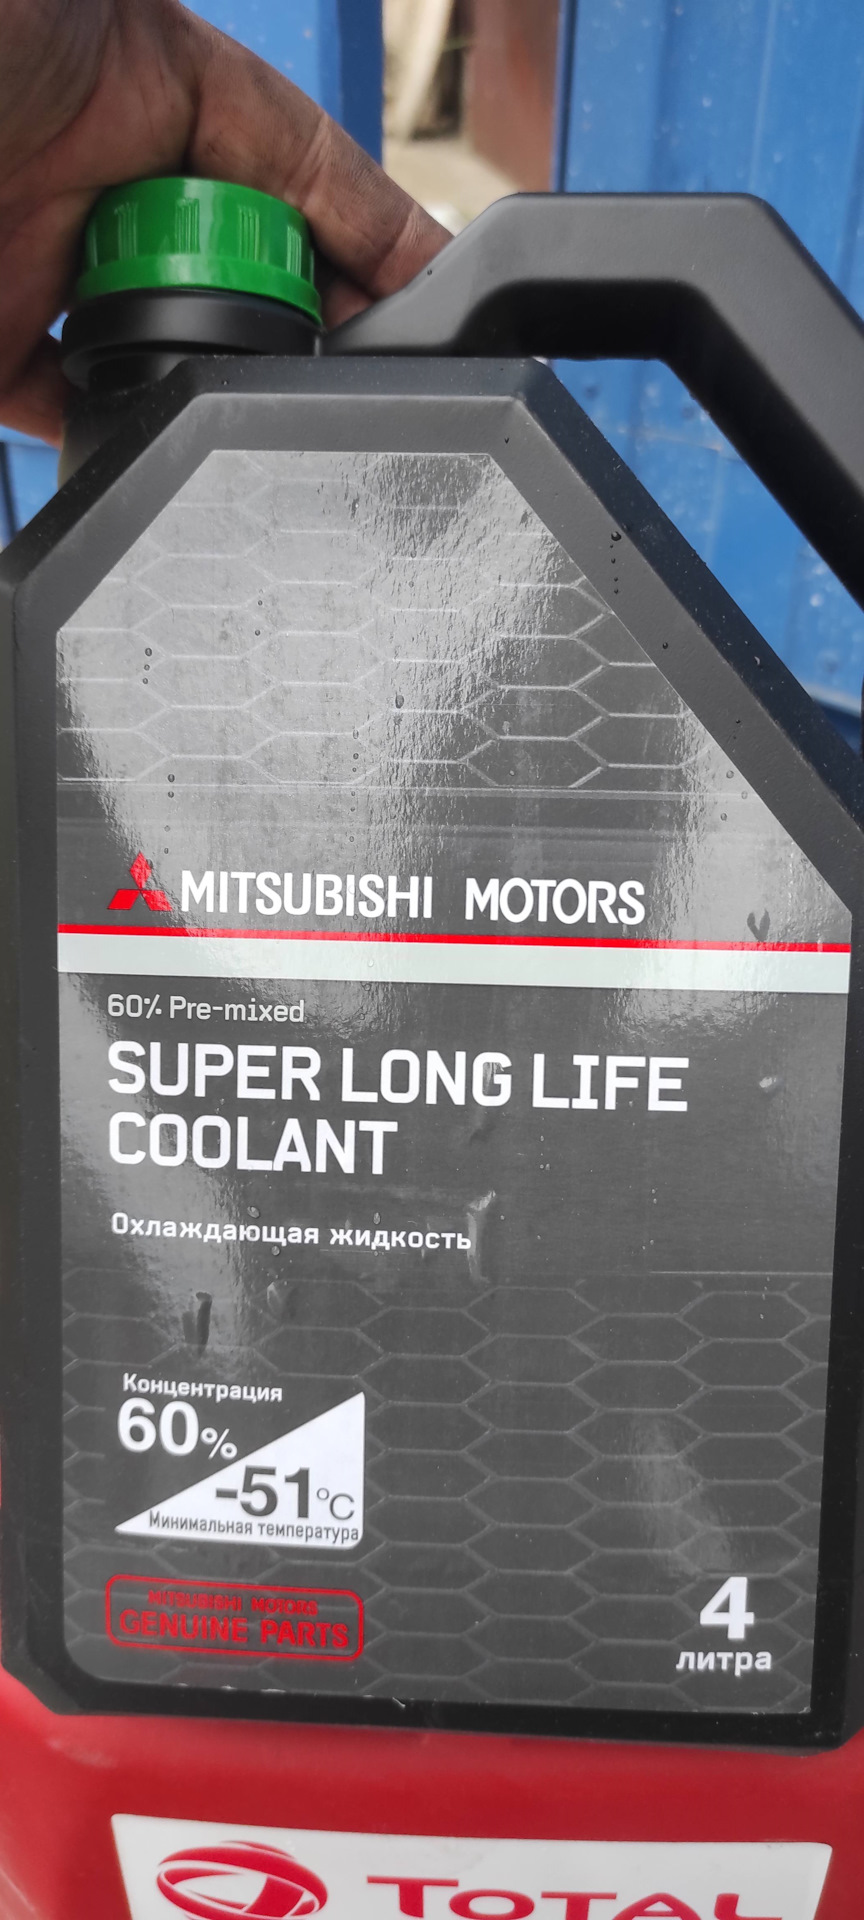 MITSUBISHI MOTORS
60% Pre-mixed
SUPER LONG LIFE
COOLANT
Охлаждающая жидкость
Концентрация
60%
-51°C
Минимальная температура
MITSUBISHI MOTORS
GENUINE PARTS
4
литра
TOTAL